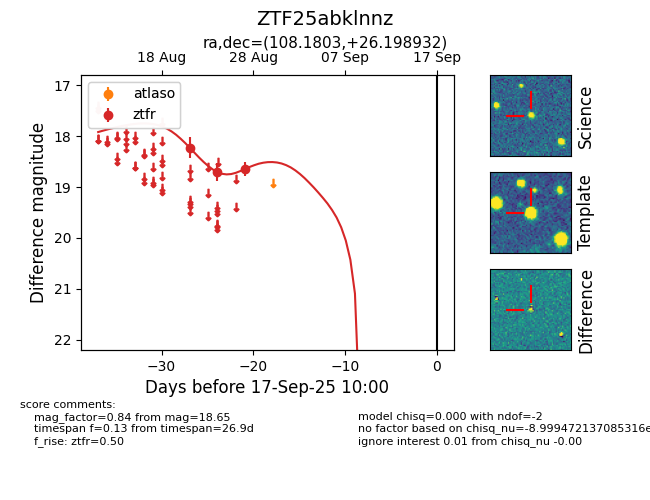 ZTF25abklnnz
ra,dec=(108.1803,+26.198932)
18 Aug
28 Aug
07 Sep
17 Sep
atlaso
ztfr
17
18
19
20
21
22
Difference magnitude
−30
−20
−10
0
Days before 17-Sep-25 10:00
Science
Template
Difference
score comments:
mag_factor=0.84 from mag=18.65
timespan f=0.13 from timespan=26.9d
f_rise: ztfr=0.50
model chisq=0.000 with ndof=-2
no factor based on chisq_nu=-8.999472137085316e
ignore interest 0.01 from chisq_nu -0.00